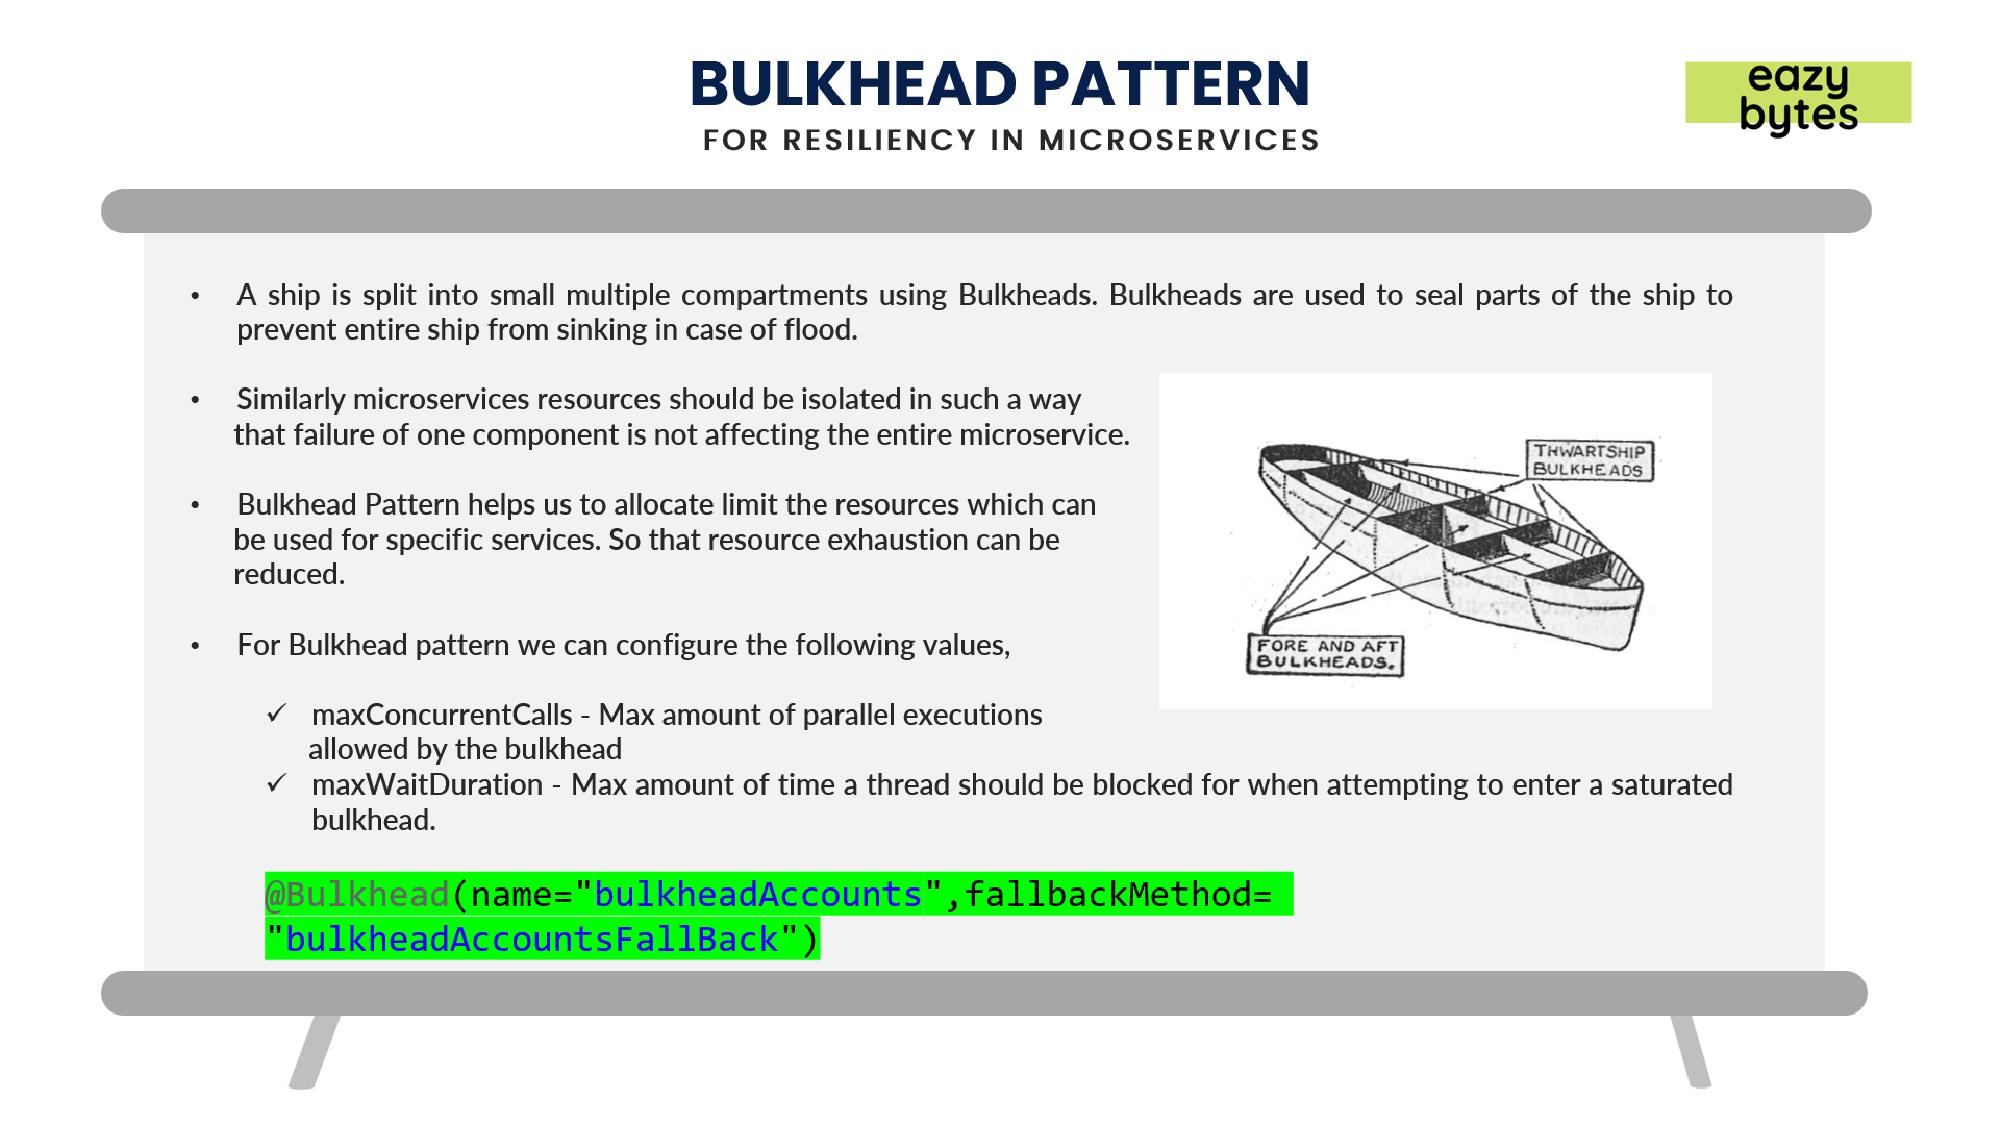 BULKHEAD PATTERN
FOR RESILIENCY IN MICROSERVICES
eazy
bytes
• A ship is split into small multiple compartments using Bulkheads. Bulkheads are used to seal parts of the ship to
prevent entire ship from sinking in case of flood.
• Similarly microservices resources should be isolated in such a way
that failure of one component is not affecting the entire microservice.
• Bulkhead Pattern helps us to allocate limit the resources which can
be used for specific services. So that resource exhaustion can be
reduced.
• For Bulkhead pattern we can configure the following values,
✓ maxConcurrentCalls - Max amount of parallel executions
allowed by the bulkhead
✓ maxWaitDuration - Max amount of time a thread should be blocked for when attempting to enter a saturated
bulkhead.
THWARTSHIP
BULKHEADS
FORE AND AFT
BULKHEADS.
@Bulkhead(name="bulkheadAccounts",fallbackMethod=
"bulkheadAccountsFallBack")